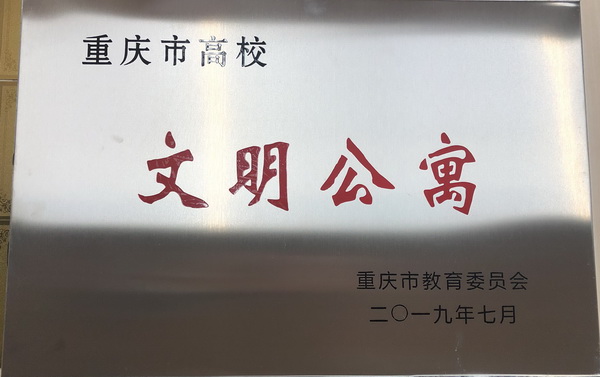 重庆市高校
文明公寓
重庆市教育委员会
二〇一九年七月